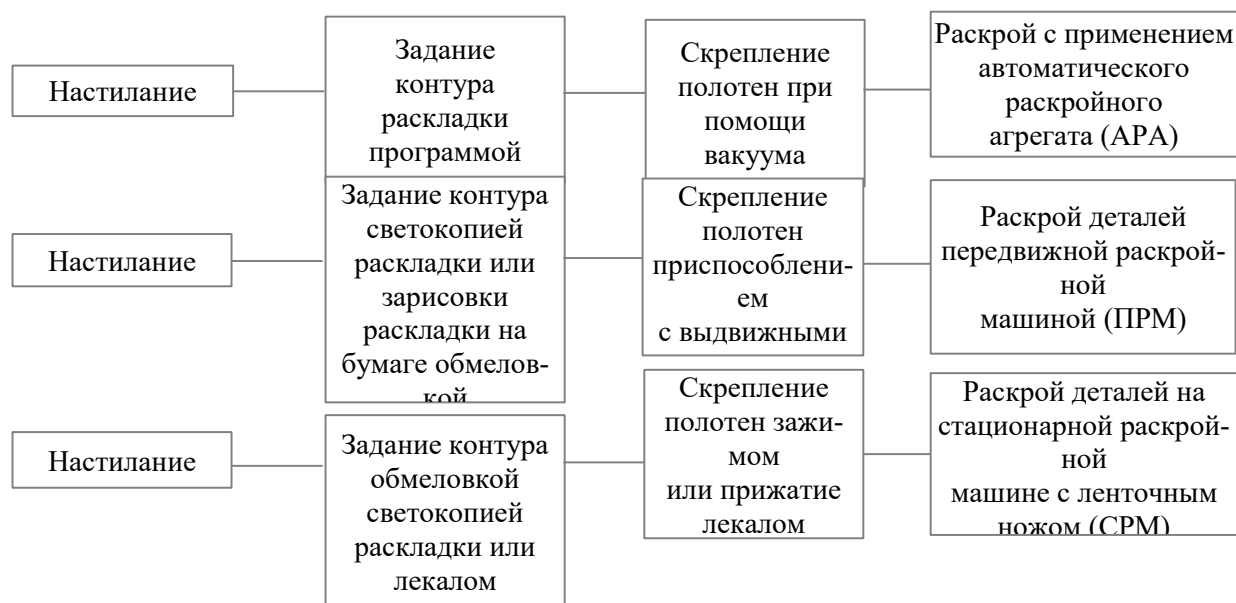 Настилание
Задание
контура
раскладки
программой
Скрепление
полотен при
помощи
вакуума
Раскрой с применением
автоматического
раскройного
агрегата (АРА)
Настилание
Задание контура
светокопией
раскладки или
зарисовки
раскладки на
бумаге обмелов-
кой
Скрепление
полотен
приспособлени-
ем
с выдвижными
Раскрой деталей
передвижной раскрой-
ной
машиной (ПРМ)
Настилание
Задание контура
обмеловкой
светокопией
раскладки или
лекалом
Скрепление
полотен зажи-
мом
или прижатие
лекалом
Раскрой деталей на
стационарной раскрой-
ной
машине с ленточным
ножом (СРМ)